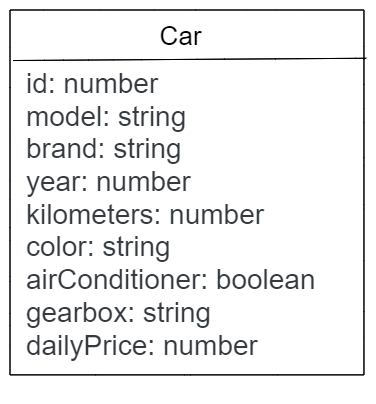 Car
id: number
model: string
brand: string
year: number
kilometers: number
color: string
airConditioner: boolean
gearbox: string
dailyPrice: number